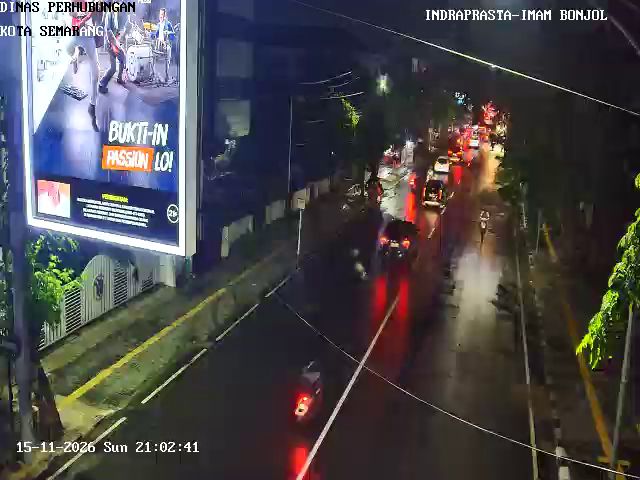 DINAS PERHUBUNGAN
KOTA SEMARANG
INDRAPRASTA-IMAM BONJOL
BUKTI-IN
PASSION LO!
15-11-2026 Sun 21:02:41